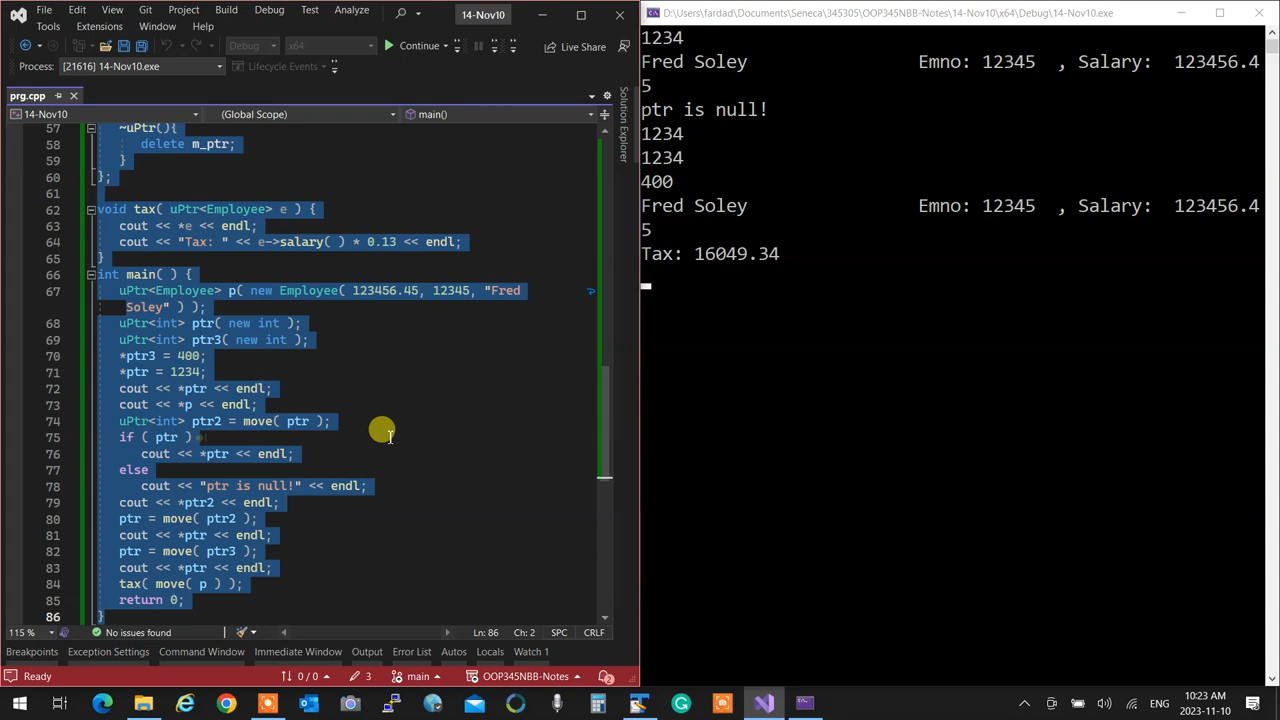 File Edit View Git Project Build Debug Test Analyze
Tools Extensions Window Help
14-Nov10
Debug x64 Continue Live Share
Process: [21616] 14-Nov10.exe Lifecycle Events
prg.cpp
14-Nov10 (Global Scope) main()
57 ~uPtr(){
58 delete m_ptr;
59 }
60 };
61
62 void tax( uPtr<Employee> e ) {
63 cout << *e << endl;
64 cout << "Tax: " << e->salary( ) * 0.13 << endl;
65 }
66 int main( ) {
67 uPtr<Employee> p( new Employee( 123456.45, 12345, "Fred
Soley" ) );
68 uPtr<int> ptr( new int );
69 uPtr<int> ptr3( new int );
70 *ptr3 = 400;
71 *ptr = 1234;
72 cout << *ptr << endl;
73 cout << *p << endl;
74 uPtr<int> ptr2 = move( ptr );
75 if ( ptr )
76 cout << *ptr << endl;
77 else
78 cout << "ptr is null!" << endl;
79 cout << *ptr2 << endl;
80 ptr = move( ptr2 );
81 cout << *ptr << endl;
82 ptr = move( ptr3 );
83 cout << *ptr << endl;
84 tax( move( p ) );
85 return 0;
86 }
115 % No issues found Ln: 86 Ch: 2 SPC CRLF
Breakpoints Exception Settings Command Window Immediate Window Output Error List Autos Locals Watch 1
Ready 0 / 0 3 main OOP345NBB-Notes 2
Solution Explorer
D:\Users\fardad\Documents\Seneca\345305\OOP345NBB-Notes\14-Nov10\x64\Debug\14-Nov10.exe
1234
Fred Soley Emno: 12345 , Salary: 123456.4
5
ptr is null!
1234
1234
400
Fred Soley Emno: 12345 , Salary: 123456.4
5
Tax: 16049.34
ENG
10:23 AM
2023-11-10